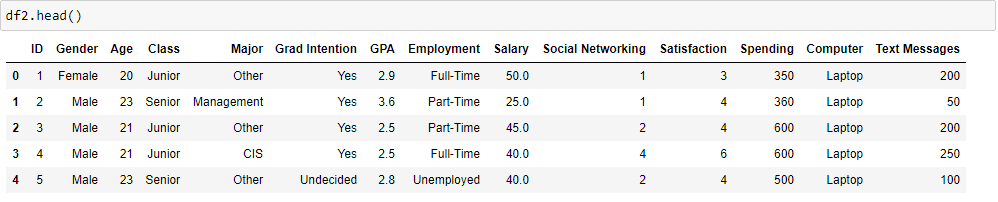 df2.head()
ID Gender Age Class Major Grad Intention GPA Employment Salary Social Networking Satisfaction Spending Computer Text Messages
0 1 Female 20 Junior Other Yes 2.9 Full-Time 50.0 1 3 350 Laptop 200
1 2 Male 23 Senior Management Yes 3.6 Part-Time 25.0 1 4 360 Laptop 50
2 3 Male 21 Junior Other Yes 2.5 Part-Time 45.0 2 4 600 Laptop 200
3 4 Male 21 Junior CIS Yes 2.5 Full-Time 40.0 4 6 600 Laptop 250
4 5 Male 23 Senior Other Undecided 2.8 Unemployed 40.0 2 4 500 Laptop 100